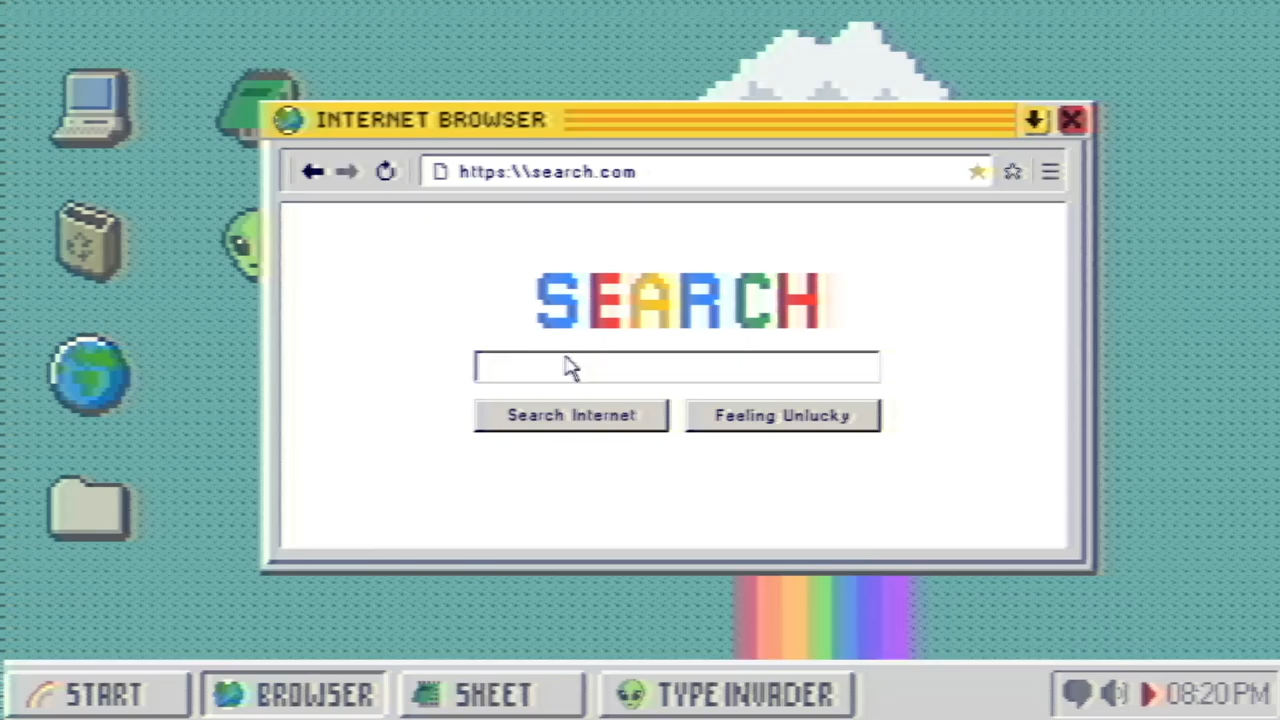 INTERNET BROWSER
https:\\search.com
SEARCH
Search Internet
Feeling Unlucky
START
BROWSER
SHEET
TYPE INVADER
08:20 PM